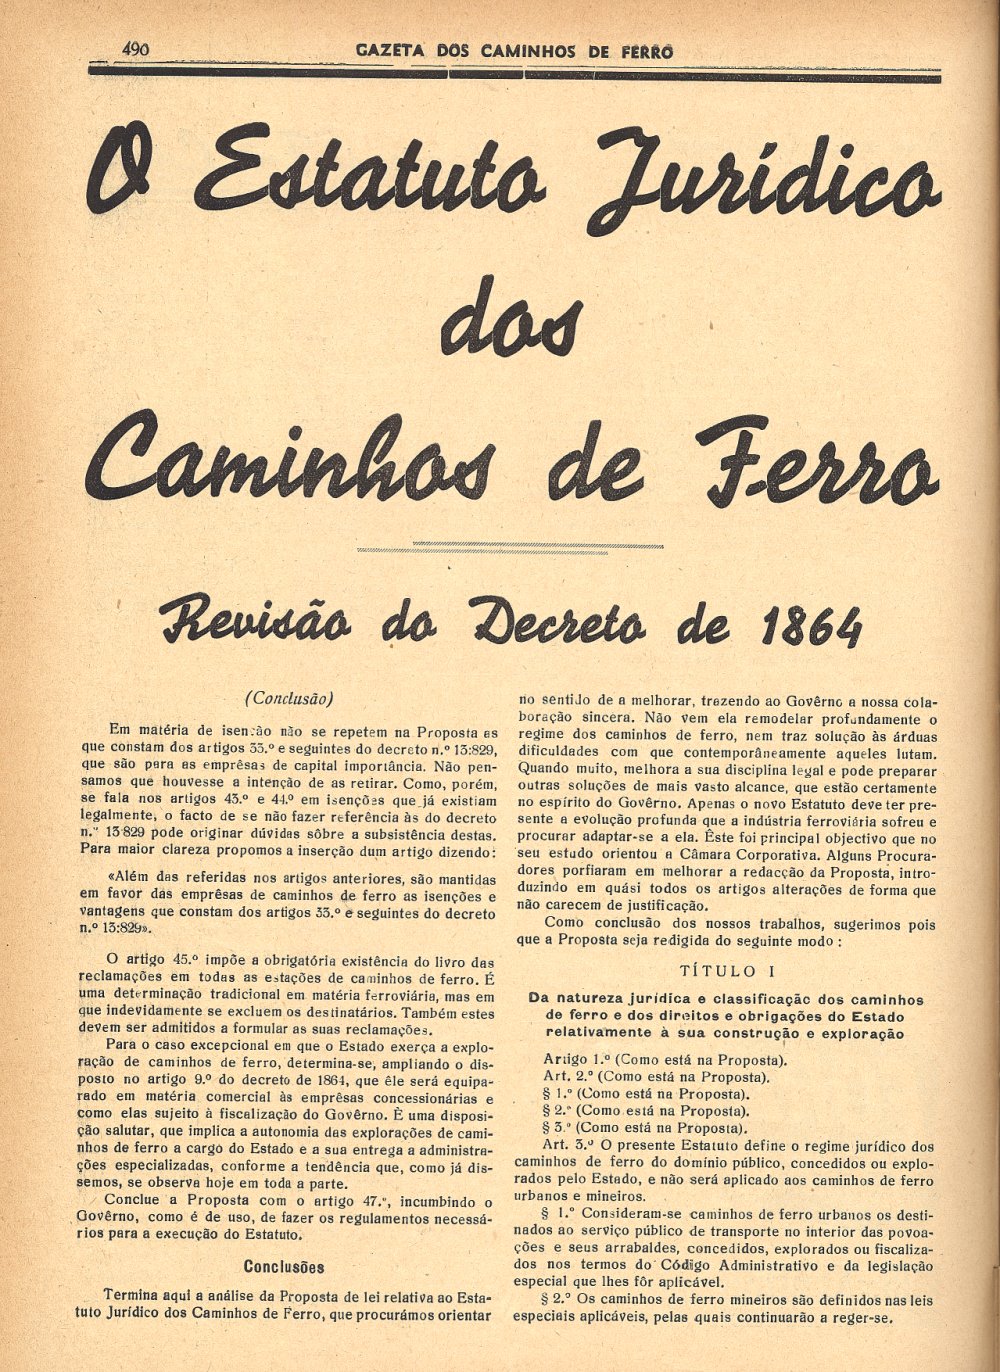 490
GAZETA DOS CAMINHOS DE FERRO
O Estatuto Jurídico
dos
Caminhos de Ferro
Revisão do Decreto de 1864
(Conclusão)
Em matéria de isenção não se repetem na Proposta as
que constam dos artigos 33.º e seguintes do decreto n.º 13:829,
que são para as emprêsas de capital importância. Não pen-
samos que houvesse a intenção de as retirar. Como, porém,
se fala nos artigos 43.º e 44.º em isenções que já existiam
legalmente, o facto de se não fazer referência às do decreto
n.º 13:829 pode originar dúvidas sôbre a subsistência destas.
Para maior clareza propomos a inserção dum artigo dizendo:
«Além das referidas nos artigos anteriores, são mantidas
em favor das emprêsas de caminhos de ferro as isenções e
vantagens que constam dos artigos 33.º e seguintes do decreto
n.º 13:829».
O artigo 45.º impõe a obrigatória existência do livro das
reclamações em todas as estações de caminhos de ferro. É
uma determinação tradicional em matéria ferroviária, mas em
que indevidamente se excluem os destinatários. Também estes
devem ser admitidos a formular as suas reclamações.
Para o caso excepcional em que o Estado exerça a explo-
ração de caminhos de ferro, determina-se, ampliando o dis-
posto no artigo 9.º do decreto de 1864, que êle será equipa-
rado em matéria comercial às emprêsas concessionárias e
como elas sujeito à fiscalização do Govêrno. É uma disposi-
ção salutar, que implica a autonomia das explorações de cami-
nhos de ferro a cargo do Estado e a sua entrega a administra-
ções especializadas, conforme a tendência que, como já dis-
semos, se observa hoje em toda a parte.
Conclue a Proposta com o artigo 47.º, incumbindo o
Govêrno, como é de uso, de fazer os regulamentos necessá-
rios para a execução do Estatuto.
Conclusões
Termina aqui a análise da Proposta de lei relativa ao Esta-
tuto Jurídico dos Caminhos de Ferro, que procurámos orientar
no sentido de a melhorar, trazendo ao Govêrno a nossa cola-
boração sincera. Não vem ela remodelar profundamente o
regime dos caminhos de ferro, nem traz solução às árduas
dificuldades com que contemporâneamente aqueles lutam.
Quando muito, melhora a sua disciplina legal e pode preparar
outras soluções de mais vasto alcance, que estão certamente
no espírito do Govêrno. Apenas o novo Estatuto deve ter pre-
sente a evolução profunda que a indústria ferroviária sofreu e
procurar adaptar-se a ela. Êste foi principal objectivo que no
seu estudo orientou a Câmara Corporativa. Alguns Procura-
dores porfiaram em melhorar a redacção da Proposta, intro-
duzindo em quási todos os artigos alterações de forma que
não carecem de justificação.
Como conclusão dos nossos trabalhos, sugerimos pois
que a Proposta seja redigida do seguinte modo:
TÍTULO I
Da natureza jurídica e classificação dos caminhos
de ferro e dos direitos e obrigações do Estado
relativamente à sua construção e exploração
Artigo 1.º (Como está na Proposta).
Art. 2.º (Como está na Proposta).
§ 1.º (Como está na Proposta).
§ 2.º (Como está na Proposta).
§ 3.º (Como está na Proposta).
Art. 3.º O presente Estatuto define o regime jurídico dos
caminhos de ferro do domínio público, concedidos ou explo-
rados pelo Estado, e não será aplicado aos caminhos de ferro
urbanos e mineiros.
§ 1.º Consideram-se caminhos de ferro urbanos os desti-
nados ao serviço público de transporte no interior das povoa-
ções e seus arrabaldes, concedidos, explorados ou fiscaliza-
dos nos termos do Código Administrativo e da legislação
especial que lhes fôr aplicável.
§ 2.º Os caminhos de ferro mineiros são definidos nas leis
especiais aplicáveis, pelas quais continuarão a reger-se.